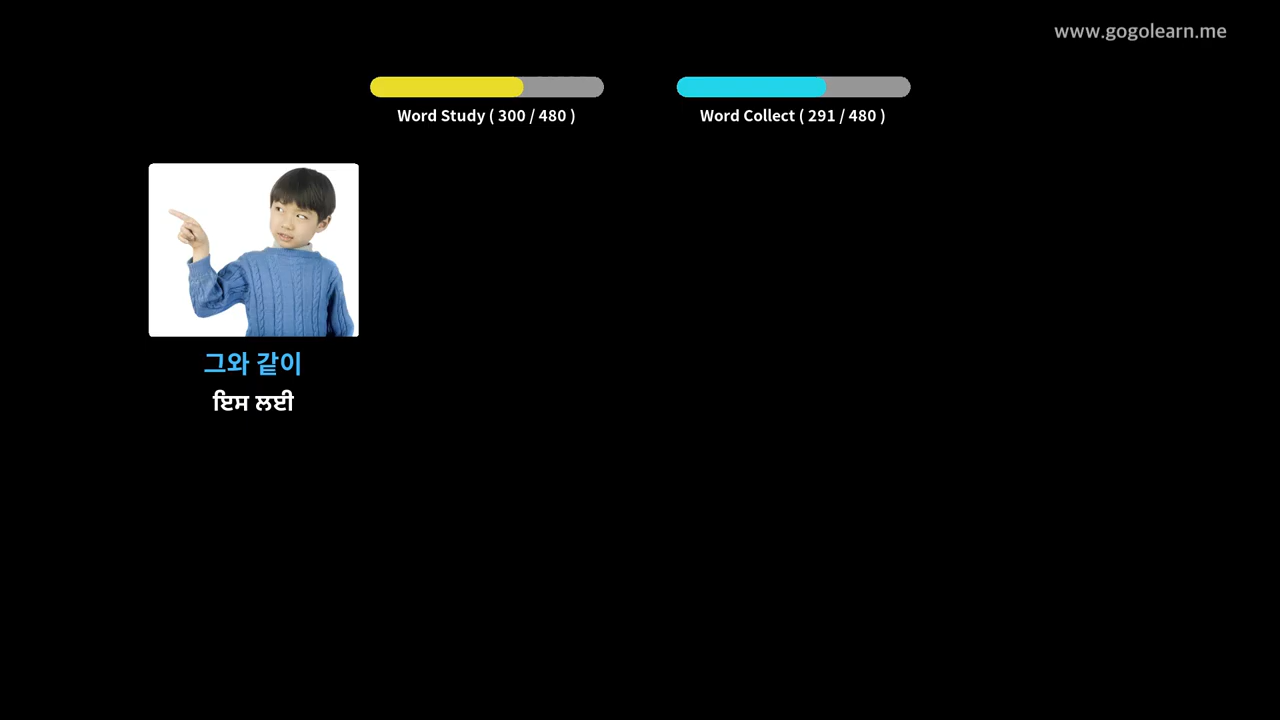 www.gogolearn.me
Word Study ( 300 / 480 )
Word Collect ( 291 / 480 )
그와 같이
ਇਸ ਲਈ